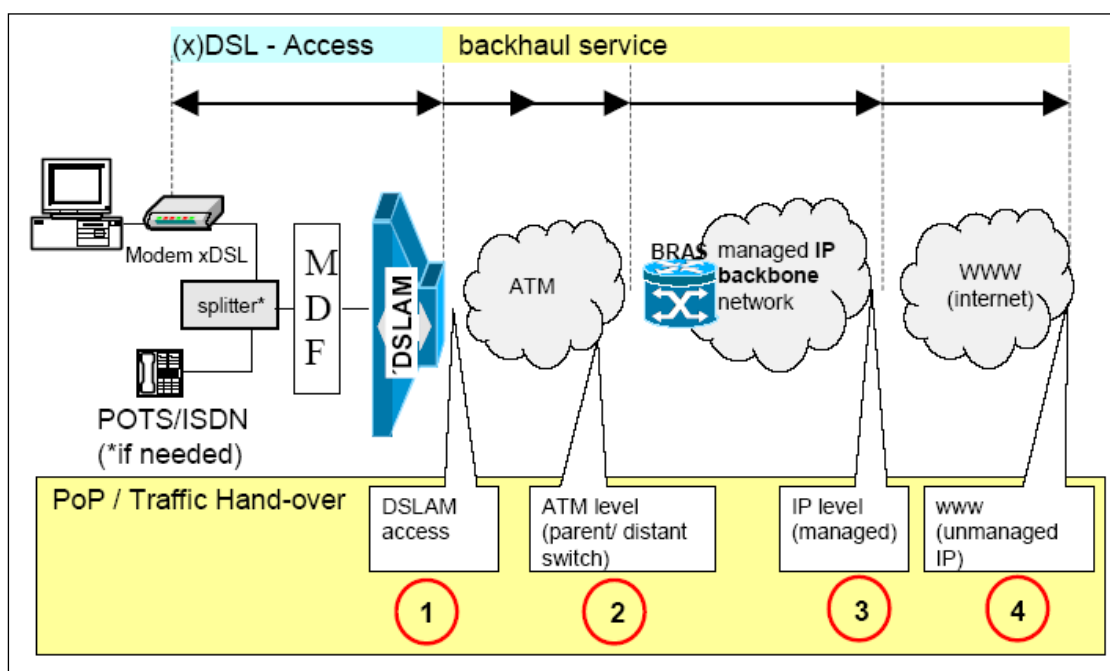 (x)DSL - Access
backhaul service
Modem xDSL
splitter*
POTS/ISDN
(*if needed)
M
D
F
´DSLAM
ATM
BRAS
managed IP
backbone
network
WWW
(internet)
PoP / Traffic Hand-over
DSLAM
access
ATM level
(parent/ distant
switch)
IP level
(managed)
www
(unmanaged
IP)
1
2
3
4